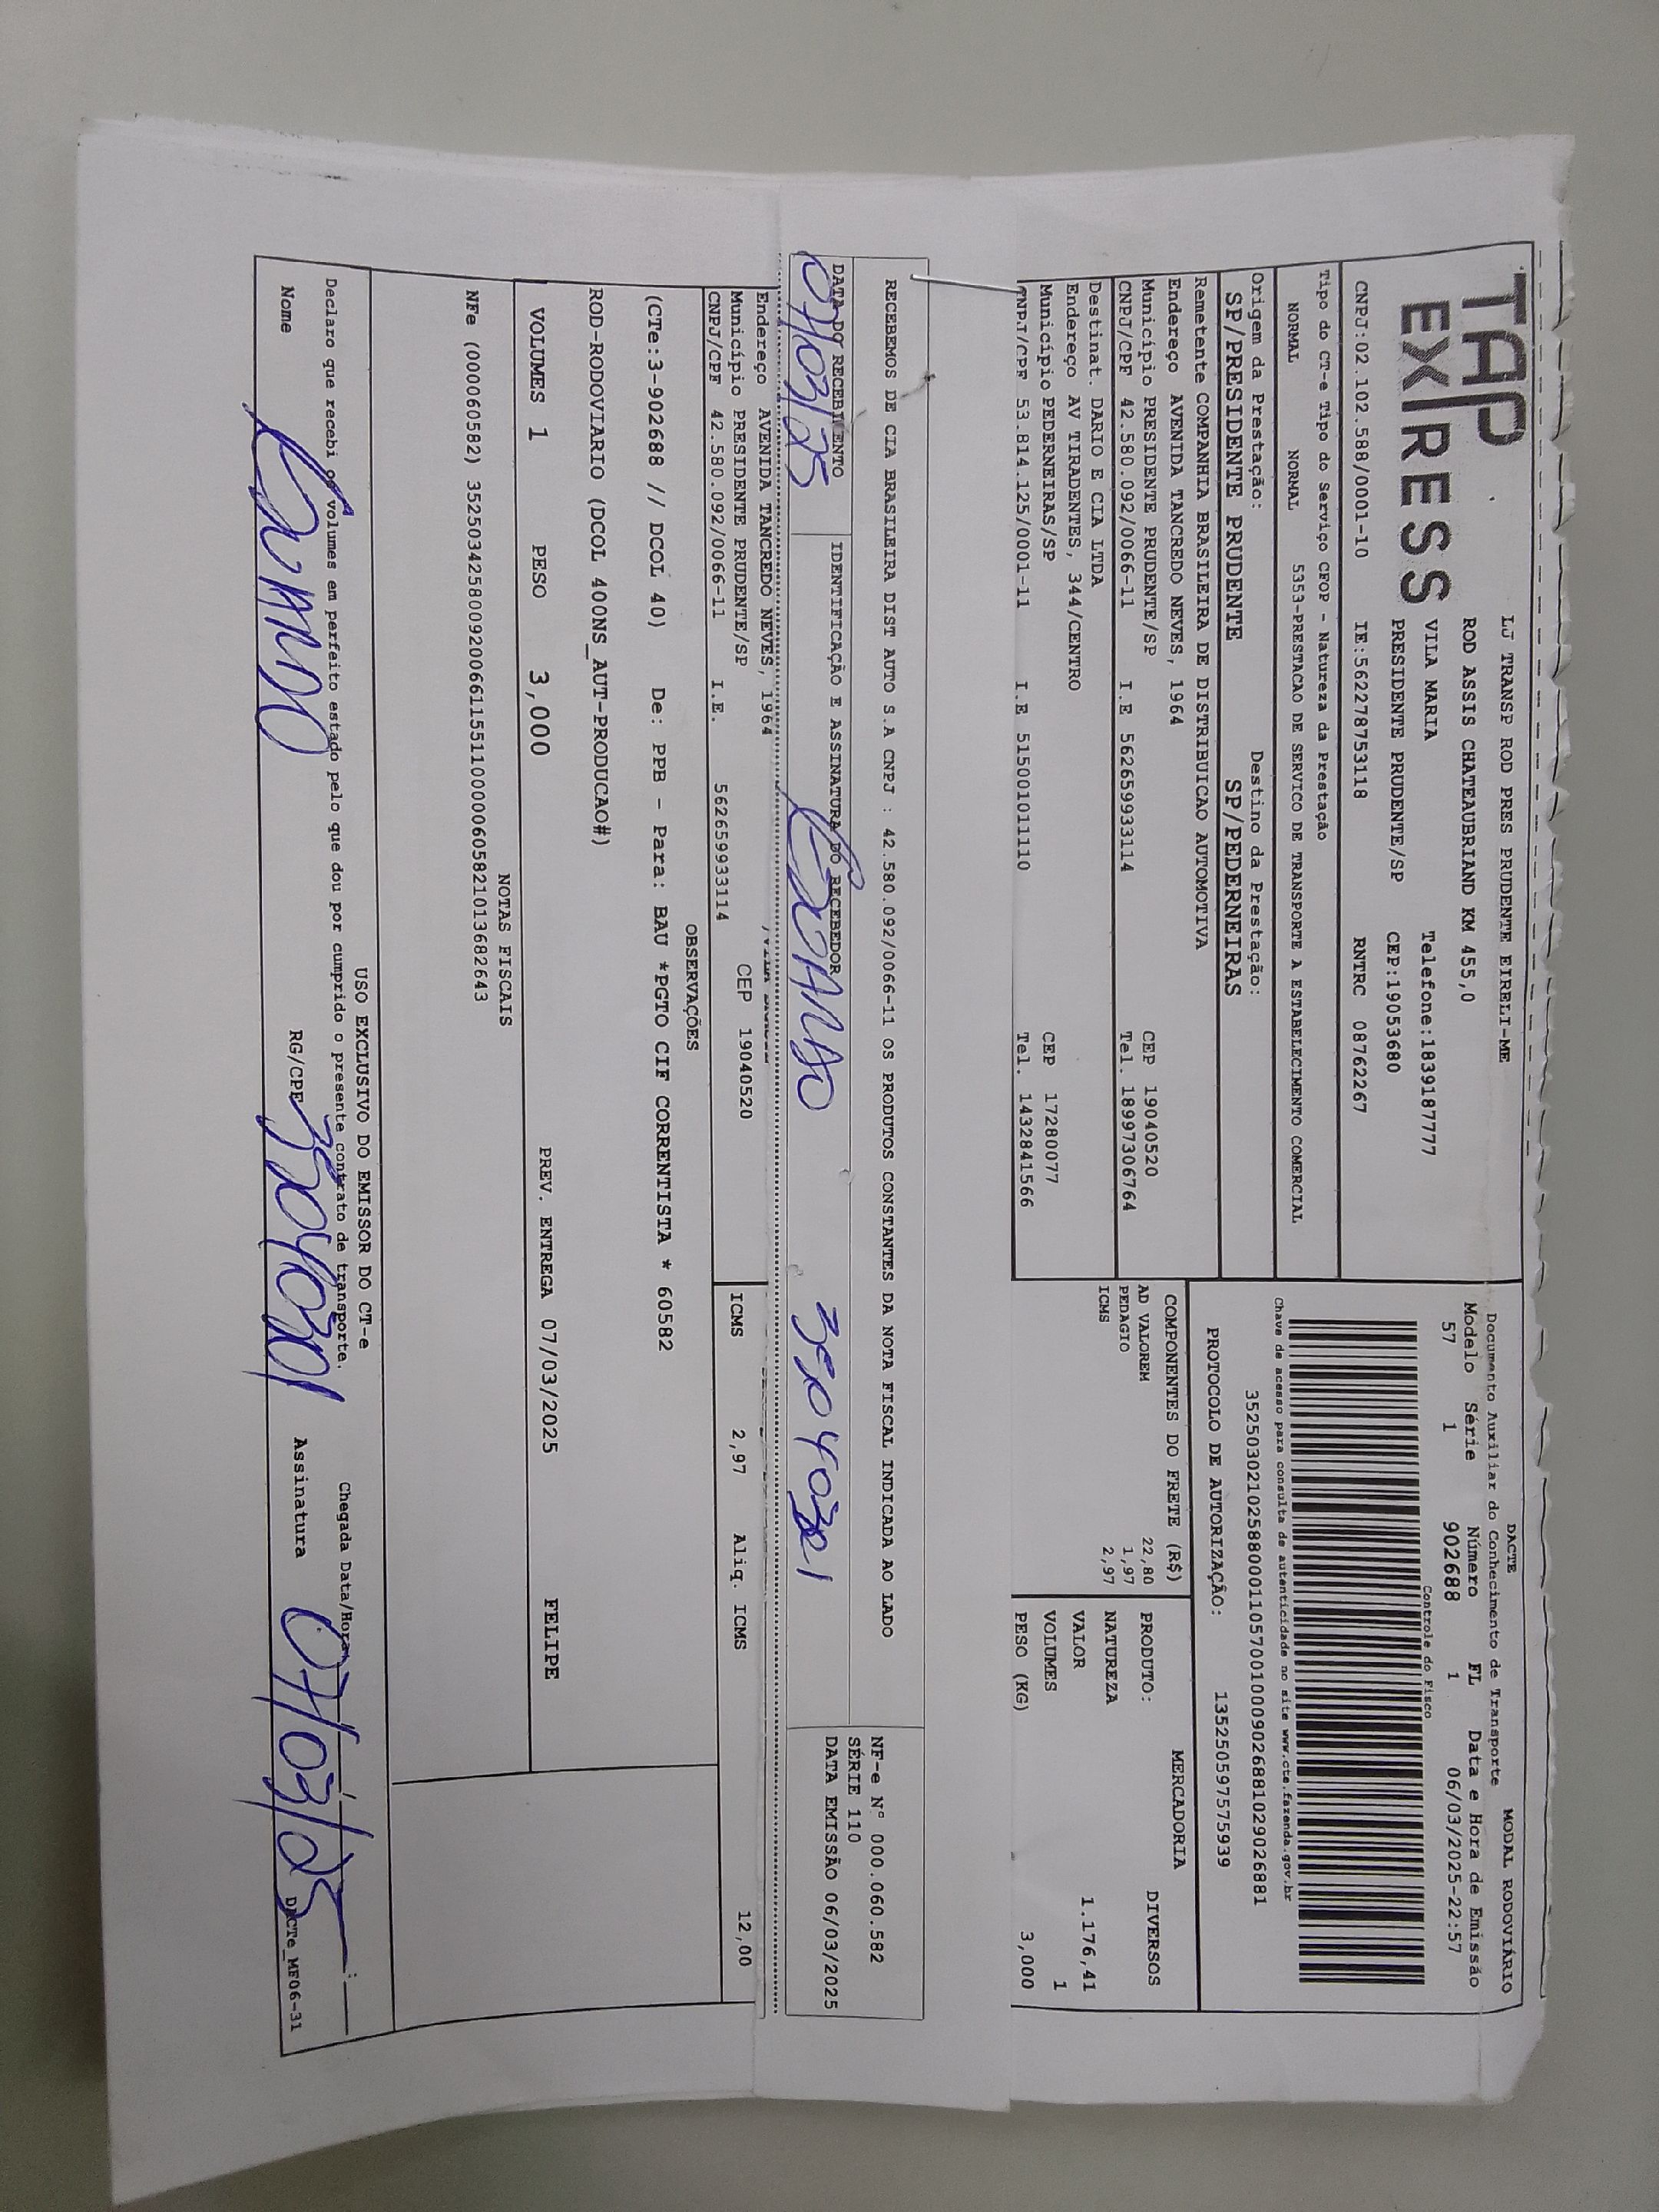 TAP
EX/RESS
LJ TRANSP ROD PRES PRUDENTE EIRELI-ME
ROD ASSIS CHATEAUBRIAND KM 455,0
VILA MARIA Telefone:1839187777
PRESIDENTE PRUDENTE/SP CEP:19053680
CNPJ:02.102.588/0001-10 IE:562278753118 RNTRC 08762267
Tipo do CT-e Tipo do Serviço CFOP - Natureza da Prestação
NORMAL NORMAL 5353-PRESTACAO DE SERVICO DE TRANSPORTE A ESTABELECIMENTO COMERCIAL
Origem da Prestação: Destino da Prestação:
SP/PRESIDENTE PRUDENTE SP/PEDERNEIRAS
Remetente COMPANHIA BRASILEIRA DE DISTRIBUICAO AUTOMOTIVA
Endereço AVENIDA TANCREDO NEVES, 1964
Município PRESIDENTE PRUDENTE/SP CEP 19040520
CNPJ/CPF 42.580.092/0066-11 I.E 562659933114 Tel. 18997306764
Destinat. DARIO E CIA LTDA
Endereço AV TIRADENTES, 344/CENTRO
Município PEDERNEIRAS/SP CEP 17280077
CNPJ/CPF 53.814.125/0001-11 I.E 515001011110 Tel. 1432841566
DACTE MODAL RODOVIÁRIO
Documento Auxiliar do Conhecimento de Transporte
Modelo Série Número FL Data e Hora de Emissão
57 1 902688 1 06/03/2025-22:57
Controle do Fisco
Chave de acesso para consulta de autenticidade no site www.cte.fazenda.gov.br
35250302102588000110570010009026881029026881
PROTOCOLO DE AUTORIZAÇÃO: 135250597575939
COMPONENTES DO FRETE (R$)
AD VALOREM 22,80
PEDAGIO 1,97
ICMS 2,97
MERCADORIA
PRODUTO: DIVERSOS
NATUREZA
VALOR 1.176,41
VOLUMES 1
PESO (KG) 3,000
RECEBEMOS DE CIA BRASILEIRA DIST AUTO S.A CNPJ : 42.580.092/0066-11 OS PRODUTOS CONSTANTES DA NOTA FISCAL INDICADA AO LADO
DATA DO RECEBIMENTO IDENTIFICAÇÃO E ASSINATURA DO RECEBEDOR
07/03/25
NF-e N° 000.060.582
SÉRIE 110
DATA EMISSÃO 06/03/2025
Endereço AVENIDA TANCREDO NEVES, 1964
Município PRESIDENTE PRUDENTE/SP CEP 19040520
CNPJ/CPF 42.580.092/0066-11 I.E. 562659933114
ICMS 2,97 Aliq. ICMS 12,00
OBSERVAÇÕES
(CTe:3-902688 // DCOL 40) De: PPB - Para: BAU *PGTO CIF CORRENTISTA * 60582
ROD-RODOVIARIO (DCOL 400NS_AUT-PRODUCAO#)
VOLUMES 1 PESO 3,000 PREV. ENTREGA 07/03/2025 FELIPE
NOTAS FISCAIS
NFe (000060582) 35250342580092006611551100000605821013682643
USO EXCLUSIVO DO EMISSOR DO CT-e
Declaro que recebi os volumes em perfeito estado pelo que dou por cumprido o presente contrato de transporte. Chegada Data/Hora
Nome RG/CPF Assinatura 07/03/25
DACTe_MF06-31